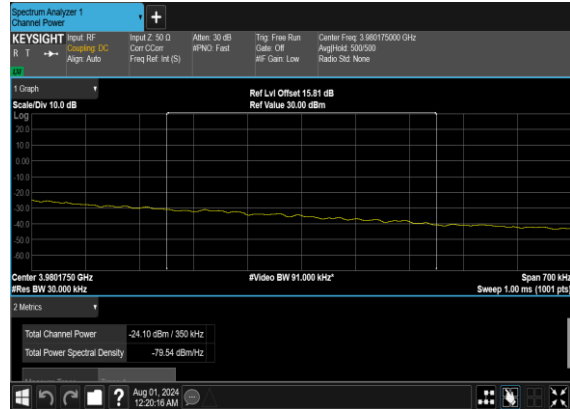 Spectrum Analyzer 1
Channel Power
+
KEYSIGHT
R T
LW
Input: RF
Coupling: DC
Align: Auto
Input Z: 50 Ω
Corr CCorr
Freq Ref: Int (S)
Atten: 30 dB
#PNO: Fast
Trig: Free Run
Gate: Off
#IF Gain: Low
Center Freq: 3.980175000 GHz
Avg|Hold: 500/500
Radio Std: None
1 Graph
Scale/Div 10.0 dB
Ref Lvl Offset 15.81 dB
Ref Value 30.00 dBm
Log
20.0
10.0
0.00
-10.0
-20.0
-30.0
-40.0
-50.0
-60.0
Center 3.9801750 GHz
#Res BW 30.000 kHz
#Video BW 91.000 kHz*
Span 700 kHz
Sweep 1.00 ms (1001 pts)
2 Metrics
Total Channel Power -24.10 dBm / 350 kHz
Total Power Spectral Density -79.54 dBm/Hz
?
Aug 01, 2024
12:20:16 AM